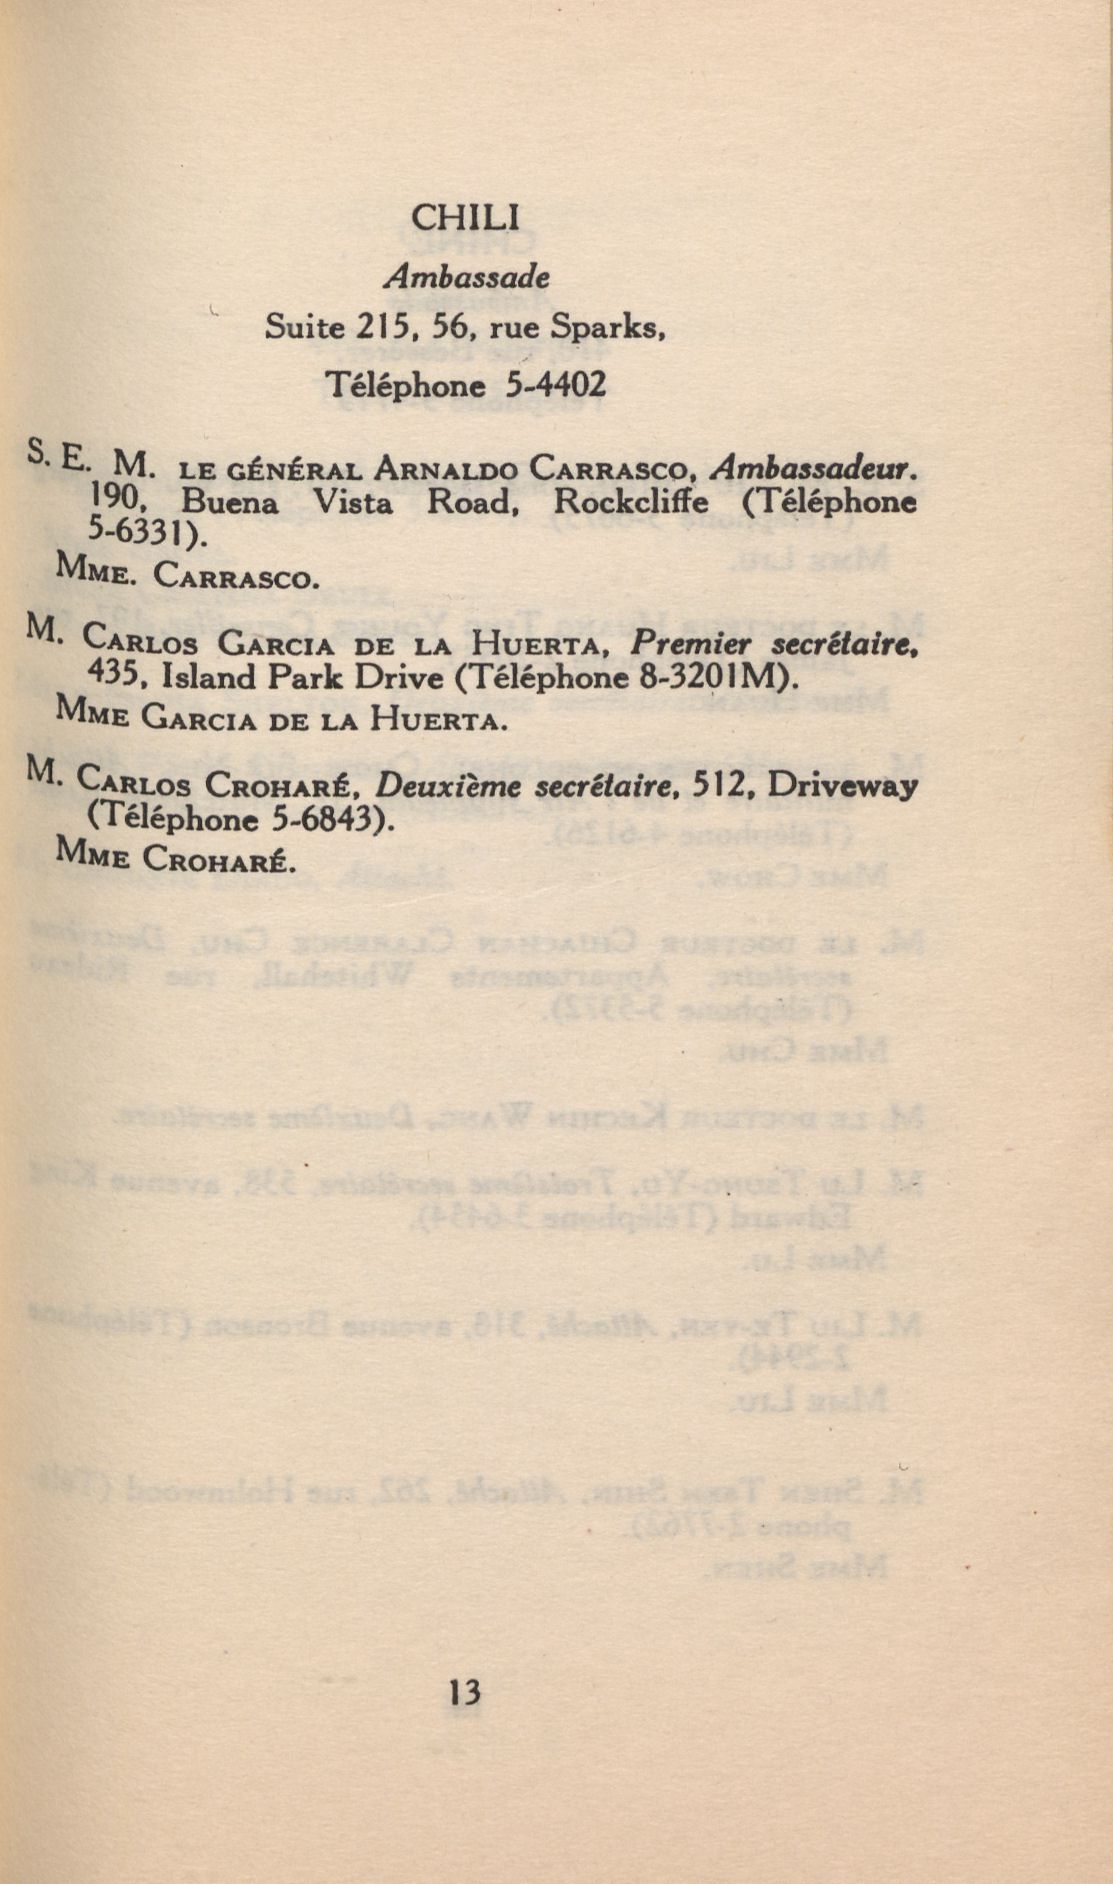 CHILI
Ambassade
Suite 215, 56, rue Sparks,
Téléphone 5-4402
S. E. M. LE GÉNÉRAL ARNALDO CARRASCO, Ambassadeur.
190, Buena Vista Road, Rockcliffe (Téléphone
5-6331).
MME. CARRASCO.
M. CARLOS GARCIA DE LA HUERTA, Premier secrétaire,
435, Island Park Drive (Téléphone 8-3201M).
MME GARCIA DE LA HUERTA.
M. CARLOS CROHARÉ, Deuxième secrétaire, 512, Driveway
(Téléphone 5-6843).
MME CROHARÉ.
13